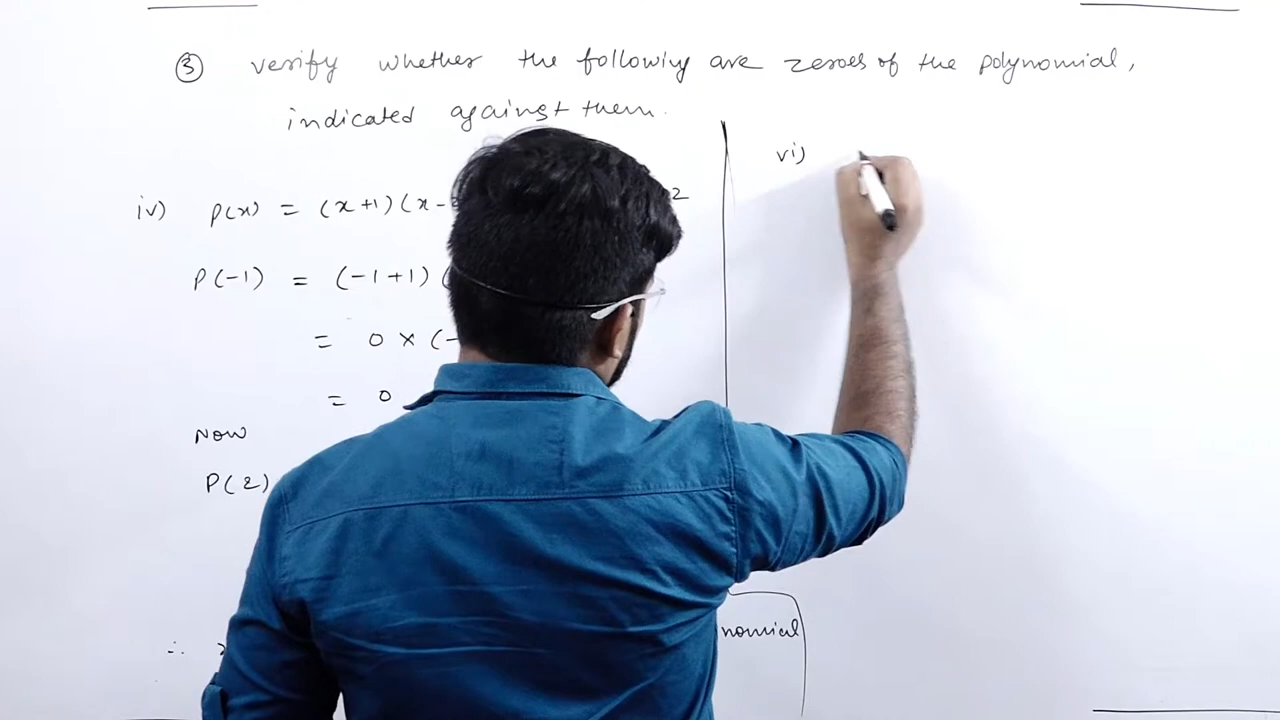 ③ verify whether the following are zeroes of the polynomial,
indicated against them.
iv) p(x) = (x+1)(x- 2
P(-1) = (-1+1)(
= 0 × (-
= 0
Now
P(2)
∴ nomial
vi)